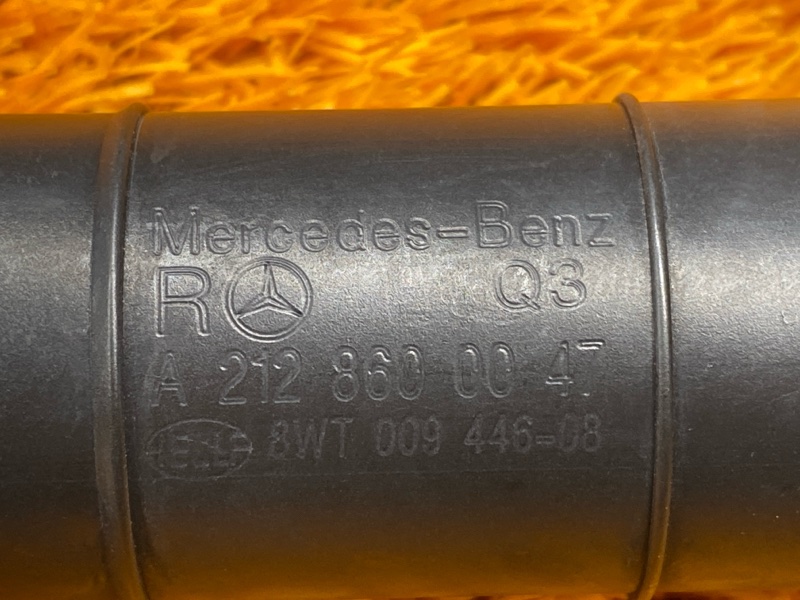 Mercedes-Benz
R Q3
A 212 860 00 47
HELLA 8WT 009 446-08